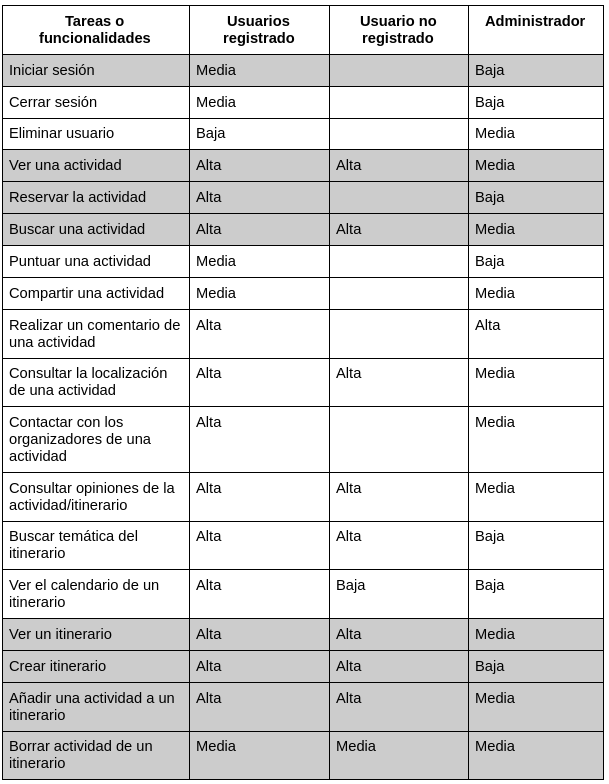 Tareas o
funcionalidades
Usuarios
registrado
Usuario no
registrado
Administrador
Iniciar sesión
Media
Baja
Cerrar sesión
Media
Baja
Eliminar usuario
Baja
Media
Ver una actividad
Alta
Alta
Media
Reservar la actividad
Alta
Baja
Buscar una actividad
Alta
Alta
Media
Puntuar una actividad
Media
Baja
Compartir una actividad
Media
Media
Realizar un comentario de
una actividad
Alta
Alta
Consultar la localización
de una actividad
Alta
Alta
Media
Contactar con los
organizadores de una
actividad
Alta
Media
Consultar opiniones de la
actividad/itinerario
Alta
Alta
Media
Buscar temática del
itinerario
Alta
Alta
Baja
Ver el calendario de un
itinerario
Alta
Baja
Baja
Ver un itinerario
Alta
Alta
Media
Crear itinerario
Alta
Alta
Baja
Añadir una actividad a un
itinerario
Alta
Alta
Media
Borrar actividad de un
itinerario
Media
Media
Media